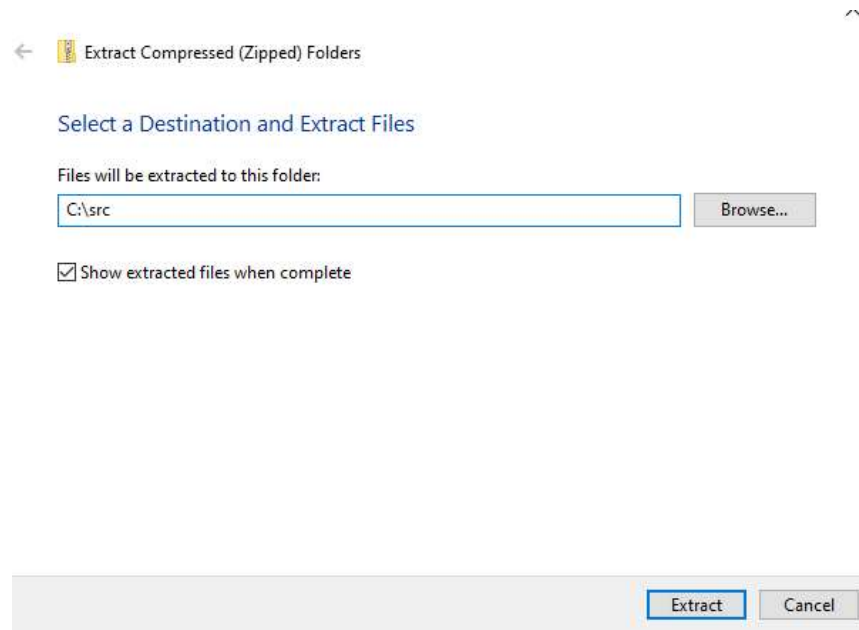 Extract Compressed (Zipped) Folders
Select a Destination and Extract Files
Files will be extracted to this folder:
C:\src
Browse...
Show extracted files when complete
Extract
Cancel